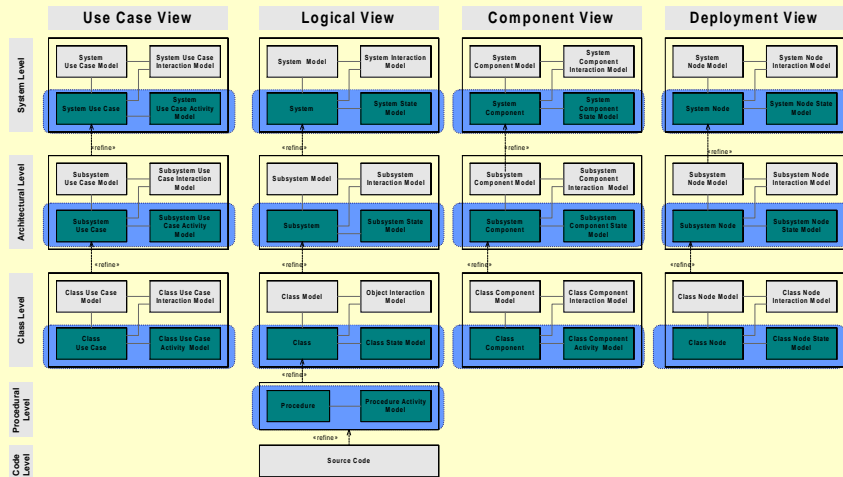 Use Case View
Logical View
Component View
Deployment View
System Level
System
Use Case Model
System Use Case
Interaction Model
System Use Case
System
Use Case Activity Model
System Model
System Interaction
Model
System
System State
Model
System
Component Model
System
Component
Interaction Model
System
Component
System
Component
State Model
System
Node Model
System Node
Interaction Model
System Node
System Node State
Model
«refine»
«refine»
«refine»
«refine»
Architectural Level
Subsystem
Use Case Model
Subsystem Use
Case Interaction
Model
Subsystem
Use Case
Subsystem Use
Case Activity
Model
Subsystem Model
Subsystem
Interaction Model
Subsystem
Subsystem State
Model
Subsystem
Component Model
Subsystem
Component
Interaction Model
Subsystem
Component
Subsystem
Component State
Model
Subsystem
Node Model
Subsystem Node
Interaction Model
Subsystem Node
Subsystem Node
State Model
«refine»
«refine»
«refine»
«refine»
Class Level
Class Use Case
Model
Class Use Case
Interaction Model
Class
Use Case
Class Use Case
Activity Model
Class Model
Object Interaction
Model
Class
Class State Model
Class Component
Model
Class Component
Interaction Model
Class
Component
Class Component
Activity Model
Class Node Model
Class Node
Interaction Model
Class Node
Class Node State
Model
«refine»
Procedural
Level
Procedure
Procedure Activity
Model
«refine»
Code
Level
Source Code